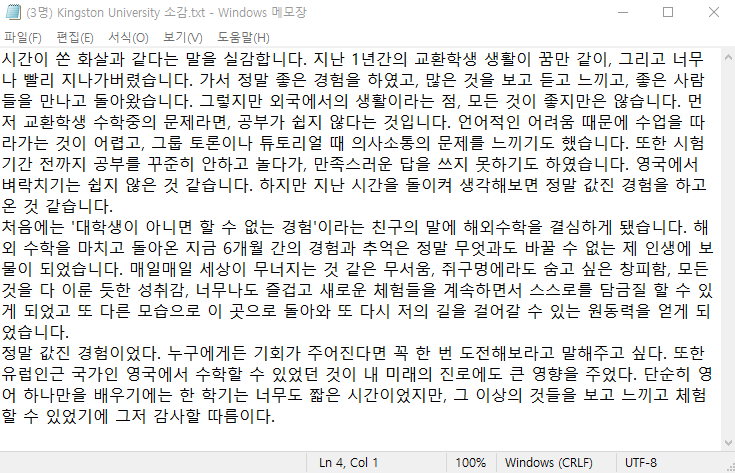 (3명) Kingston University 소감.txt - Windows 메모장
파일(F) 편집(E) 서식(O) 보기(V) 도움말(H)
시간이 쏜 화살과 같다는 말을 실감합니다. 지난 1년간의 교환학생 생활이 꿈만 같이, 그리고 너무
나 빨리 지나가버렸습니다. 가서 정말 좋은 경험을 하였고, 많은 것을 보고 듣고 느끼고, 좋은 사람
들을 만나고 돌아왔습니다. 그렇지만 외국에서의 생활이라는 점, 모든 것이 좋지만은 않습니다. 먼
저 교환학생 수학중의 문제라면, 공부가 쉽지 않다는 것입니다. 언어적인 어려움 때문에 수업을 따
라가는 것이 어렵고, 그룹 토론이나 튜토리얼 때 의사소통의 문제를 느끼기도 했습니다. 또한 시험
기간 전까지 공부를 꾸준히 안하고 놀다가, 만족스러운 답을 쓰지 못하기도 하였습니다. 영국에서
벼락치기는 쉽지 않은 것 같습니다. 하지만 지난 시간을 돌이켜 생각해보면 정말 값진 경험을 하고
온 것 같습니다.
처음에는 '대학생이 아니면 할 수 없는 경험'이라는 친구의 말에 해외수학을 결심하게 됐습니다. 해
외 수학을 마치고 돌아온 지금 6개월 간의 경험과 추억은 정말 무엇과도 바꿀 수 없는 제 인생에 보
물이 되었습니다. 매일매일 세상이 무너지는 것 같은 무서움, 쥐구멍에라도 숨고 싶은 창피함, 모든
것을 다 이룬 듯한 성취감, 너무나도 즐겁고 새로운 체험들을 계속하면서 스스로를 담금질 할 수 있
게 되었고 또 다른 모습으로 이 곳으로 돌아와 또 다시 저의 길을 걸어갈 수 있는 원동력을 얻게 되
었습니다.
정말 값진 경험이었다. 누구에게든 기회가 주어진다면 꼭 한 번 도전해보라고 말해주고 싶다. 또한
유럽인근 국가인 영국에서 수학할 수 있었던 것이 내 미래의 진로에도 큰 영향을 주었다. 단순히 영
어 하나만을 배우기에는 한 학기는 너무도 짧은 시간이었지만, 그 이상의 것들을 보고 느끼고 체험
할 수 있었기에 그저 감사할 따름이다.
Ln 4, Col 1 100% Windows (CRLF) UTF-8